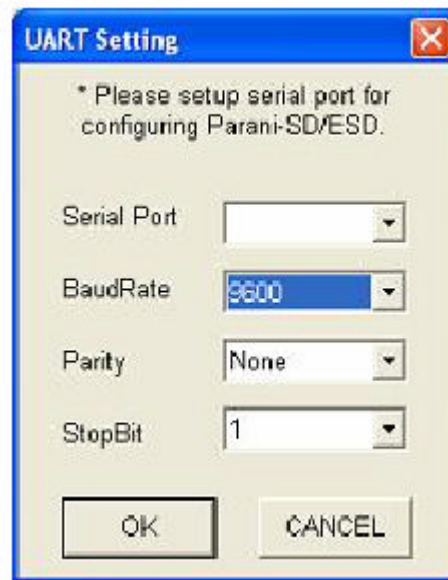 UART Setting
* Please setup serial port for
configuring Parani-SD/ESD.
Serial Port
BaudRate 9600
Parity None
StopBit 1
OK CANCEL